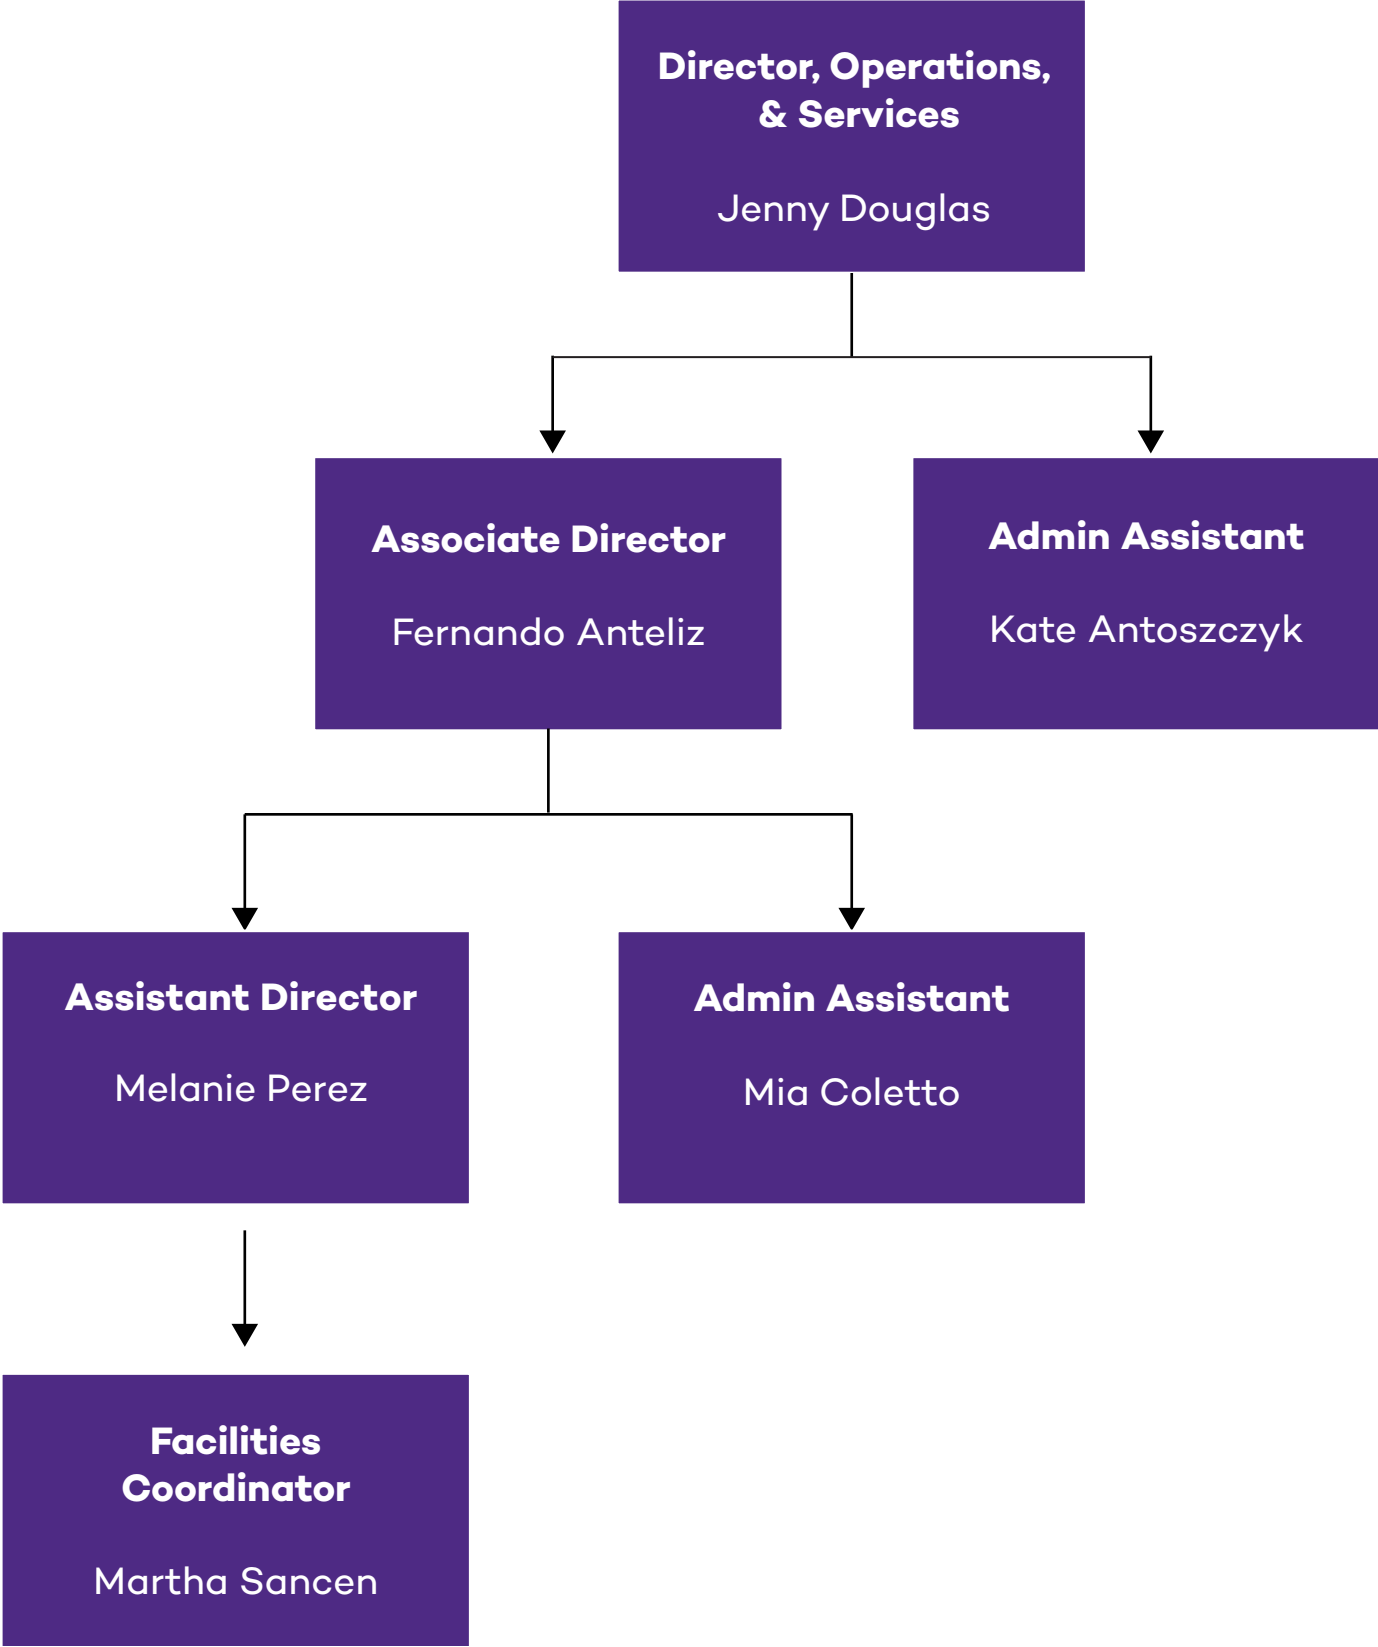 Director, Operations,
& Services
Jenny Douglas
Associate Director
Fernando Anteliz
Admin Assistant
Kate Antoszczyk
Assistant Director
Melanie Perez
Admin Assistant
Mia Coletto
Facilities
Coordinator
Martha Sancen